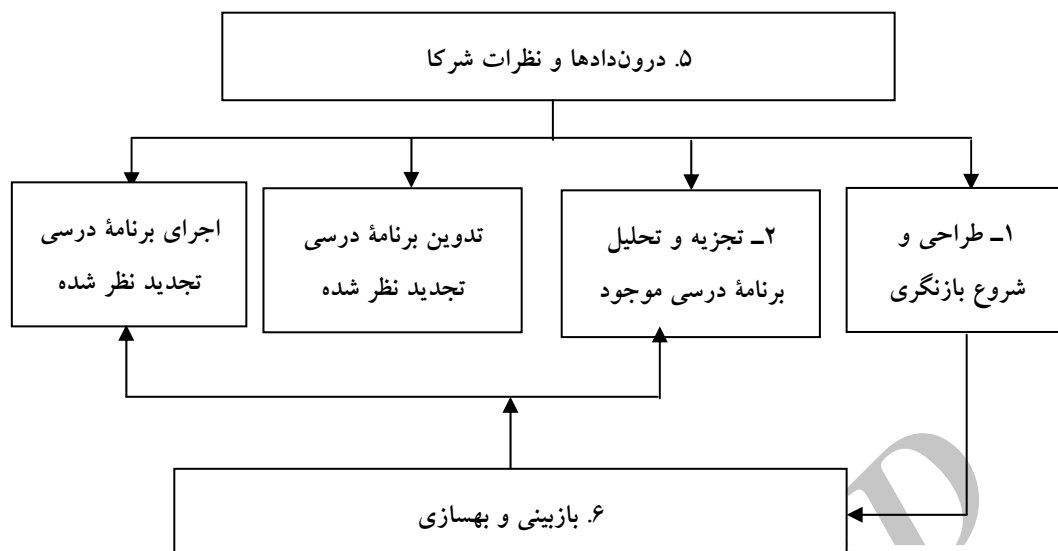 ۵. درون‌دادها و نظرات شرکا
۱ـ طراحی و
شروع بازنگری
۲ـ تجزیه و تحلیل
برنامهٔ درسی موجود
تدوین برنامهٔ درسی
تجدید نظر شده
اجرای برنامهٔ درسی
تجدید نظر شده
۶. بازبینی و بهسازی